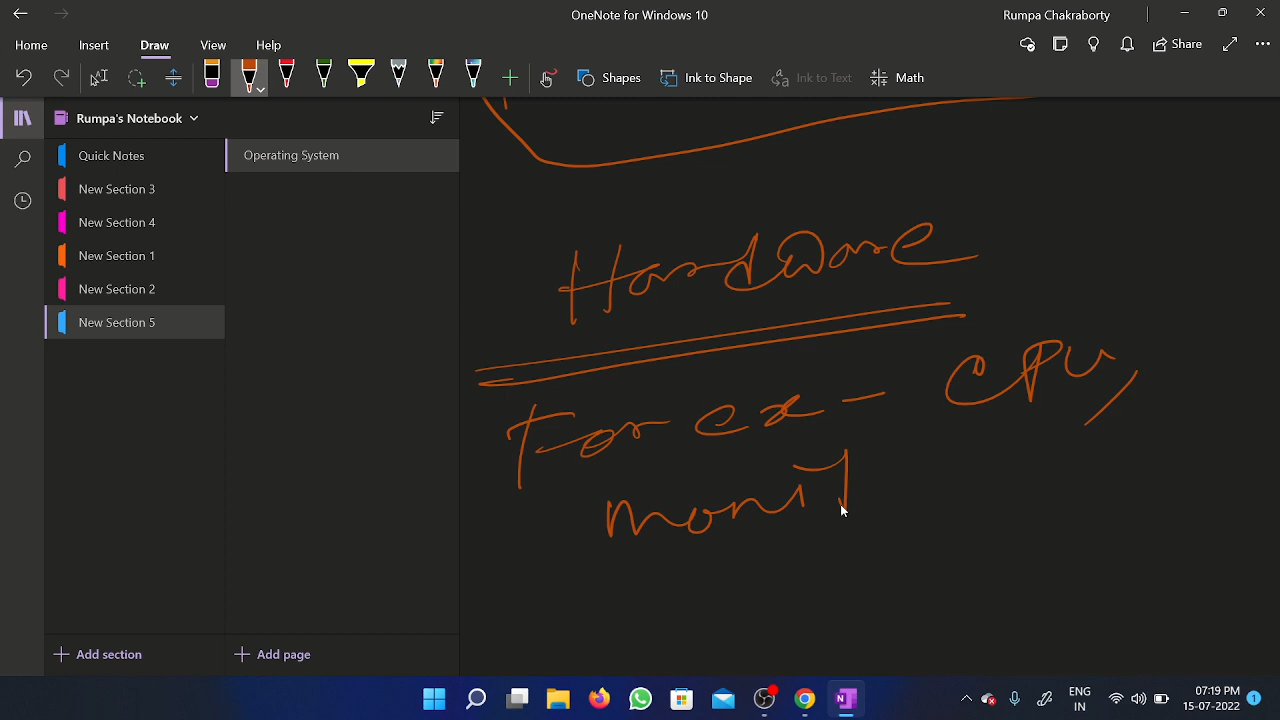 OneNote for Windows 10
Rumpa Chakraborty
Home Insert Draw View Help
Share
Shapes Ink to Shape Ink to Text Math
Rumpa's Notebook
Quick Notes
New Section 3
New Section 4
New Section 1
New Section 2
New Section 5
Operating System
Hardware
For ex - CPU,
monit
Add section
Add page
ENG
IN
07:19 PM
15-07-2022
1